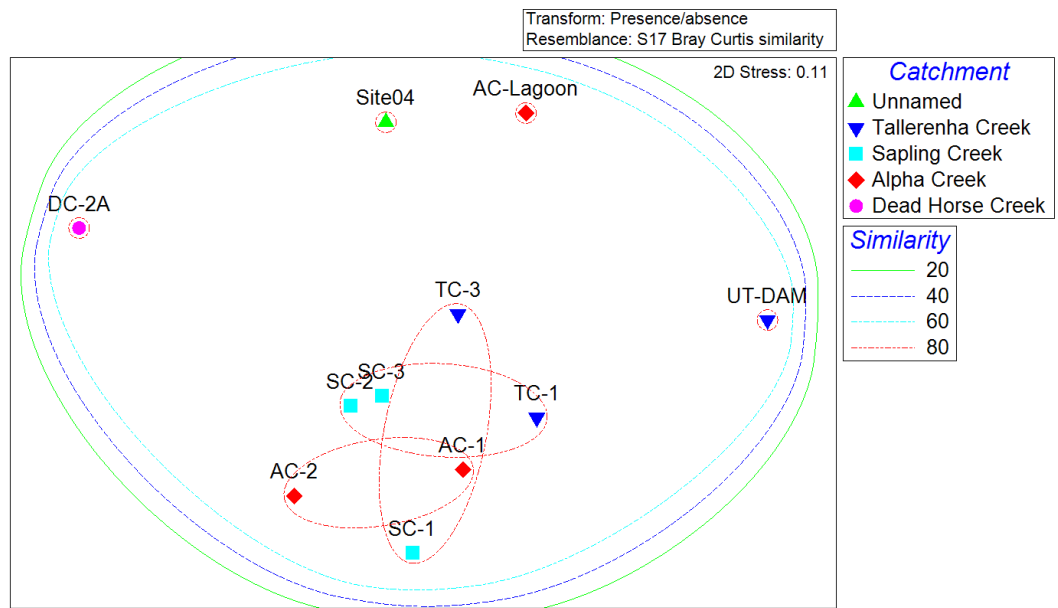 Transform: Presence/absence
Resemblance: S17 Bray Curtis similarity
2D Stress: 0.11
Site04
AC-Lagoon
DC-2A
TC-3
UT-DAM
SC-3
SC-2
TC-1
AC-1
AC-2
SC-1
Catchment
Unnamed
Tallerenha Creek
Sapling Creek
Alpha Creek
Dead Horse Creek
Similarity
20
40
60
80